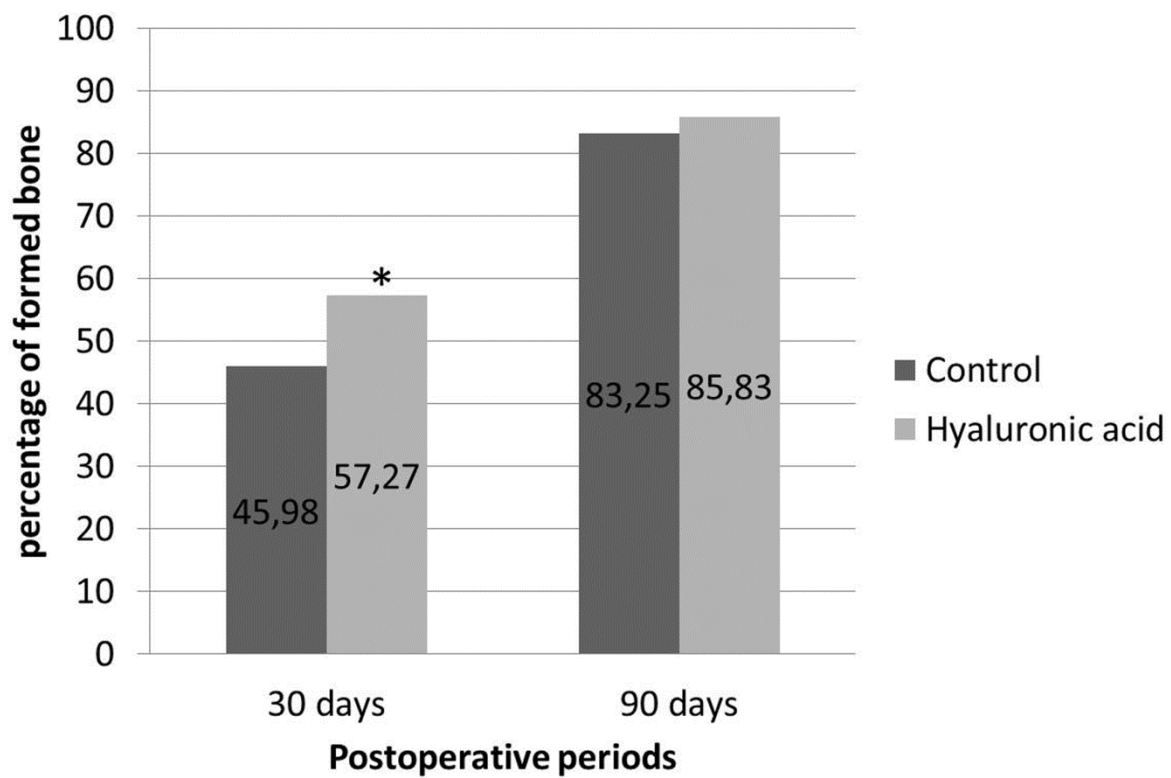 percentage of formed bone
100
90
80
70
60
50
40
30
20
10
0
*
45,98
57,27
83,25
85,83
30 days
90 days
Postoperative periods
Control
Hyaluronic acid